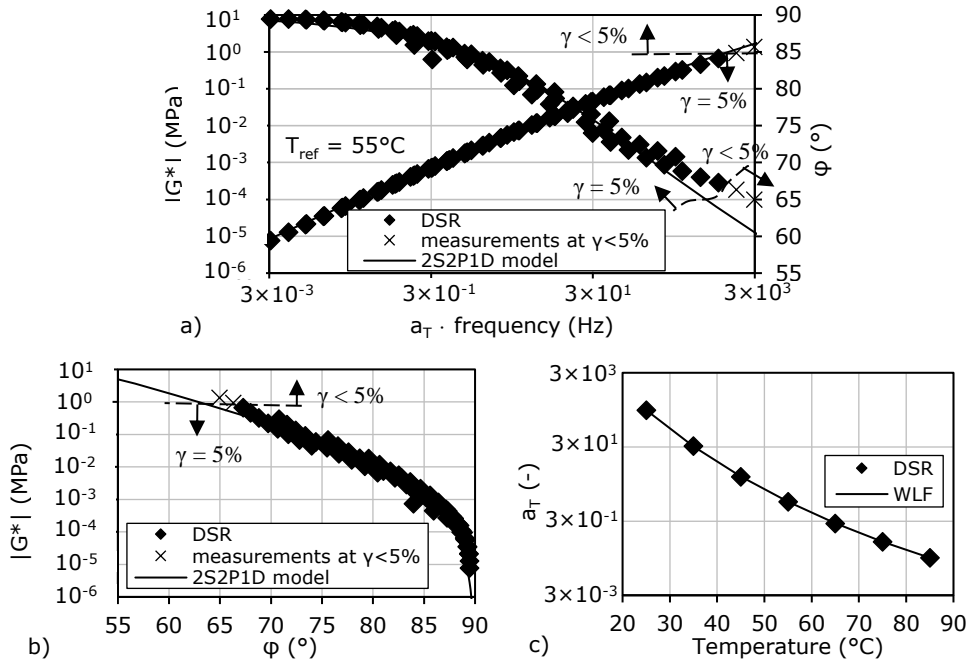 10¹ 90
γ < 5%
10⁰ 85
10⁻¹ γ = 5% 80
10⁻² 75
T_ref = 55°C
10⁻³ γ < 5% 70
γ = 5%
10⁻⁴ 65
DSR
10⁻⁵ measurements at γ<5% 60
2S2P1D model
10⁻⁶ 55
|G*| (MPa)
φ (°)
3×10⁻³ 3×10⁻¹ 3×10¹ 3×10³
a) a_T · frequency (Hz)
10¹
γ < 5%
10⁰
10⁻¹ γ = 5%
10⁻²
10⁻³
10⁻⁴ DSR
measurements at γ<5%
10⁻⁵ 2S2P1D model
10⁻⁶
|G*| (MPa)
55 60 65 70 75 80 85 90
b) φ (°)
3×10³
3×10¹
DSR
WLF
3×10⁻¹
3×10⁻³
a_T (-)
20 30 40 50 60 70 80 90
c) Temperature (°C)